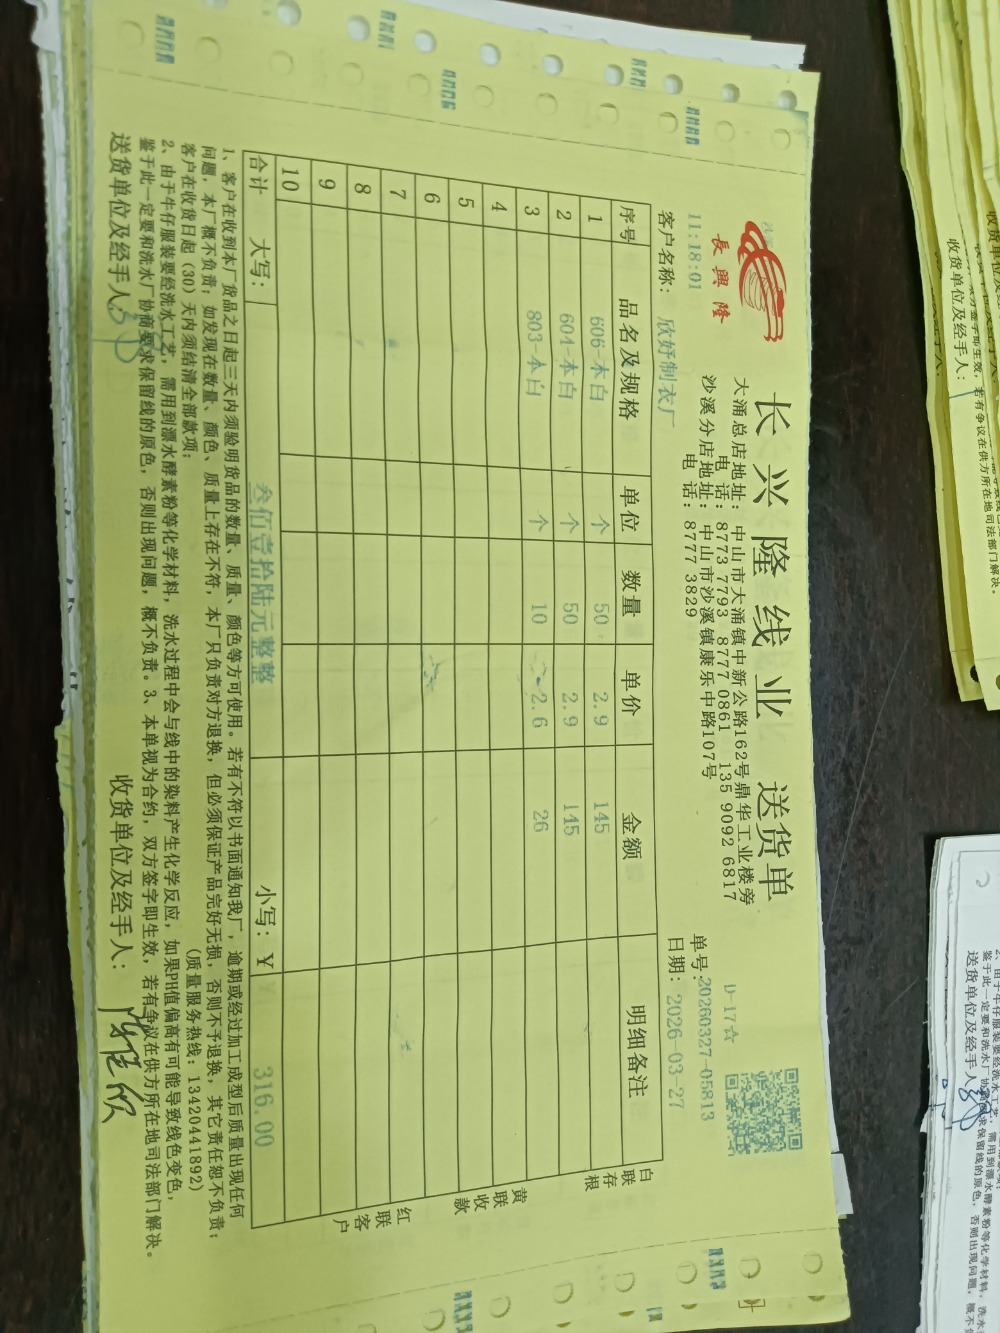 长兴隆线业 送货单
長興隆
大涌总店地址：中山市大涌镇中新公路162号鼎华工业楼旁
电话：8773 7793 8777 0861 135 9092 6817
沙溪分店地址：中山市沙溪镇康乐中路107号
电话：8777 3829
D-17☆
单号：20260327-05813
日期：2026-03-27
11:18:01
客户名称：欣妤制衣厂
序号 品名及规格 单位 数量 单价 金额 明细备注
1 606-本白 个 50 2.9 145
2 604-本白 个 50 2.9 145
3 803-本白 个 10 2.6 26
4
5
6
7
8
9
10
合计 大写：叁佰壹拾陆元整整 小写：¥ 316.00
白联存根
黄联收款
红联客户
1、客户在收到本厂货品之日起三天内须验明货品的数量、质量、颜色等方可使用。若有不符以书面通知我厂，逾期或经过加工成型后质量出现任何
问题，本厂概不负责；如发现在数量、颜色、质量上存在不符，本厂只负责对方退换，但必须保证产品完好无损，否则不予退换，其它责任恕不负责；
客户在收货日起（30）天内须结清全部款项； （质量服务热线：13420441892）
2、由于牛仔服装要经洗水工艺，需用到漂水酵素粉等化学材料，洗水过程中会与线中的染料产生化学反应，如果PH值偏高有可能导致线色变色，
鉴于此一定要和洗水厂协商要求保留线的原色，否则出现问题，概不负责。3、本单视为合约，双方签字即生效，若有争议在供方所在地司法部门解决。
送货单位及经手人： 收货单位及经手人：
收货单位及经手人：
送货单位及经手人